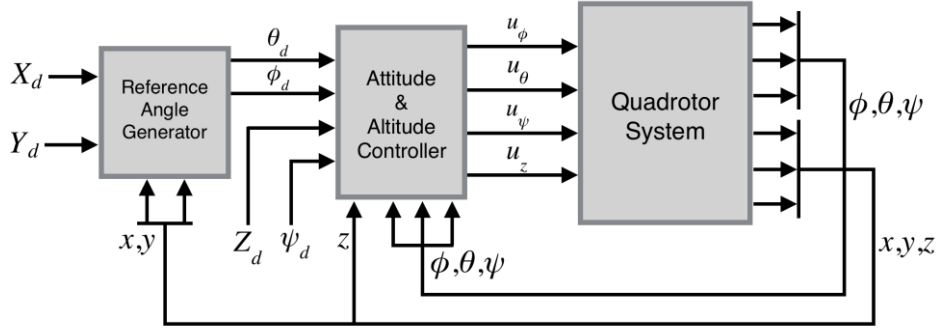 X_d
Y_d
Reference
Angle
Generator
x,y
θ_d
ϕ_d
Z_d
ψ_d
Attitude
&
Altitude
Controller
z
ϕ,θ,ψ
u_ϕ
u_θ
u_ψ
u_z
Quadrotor
System
ϕ,θ,ψ
x,y,z